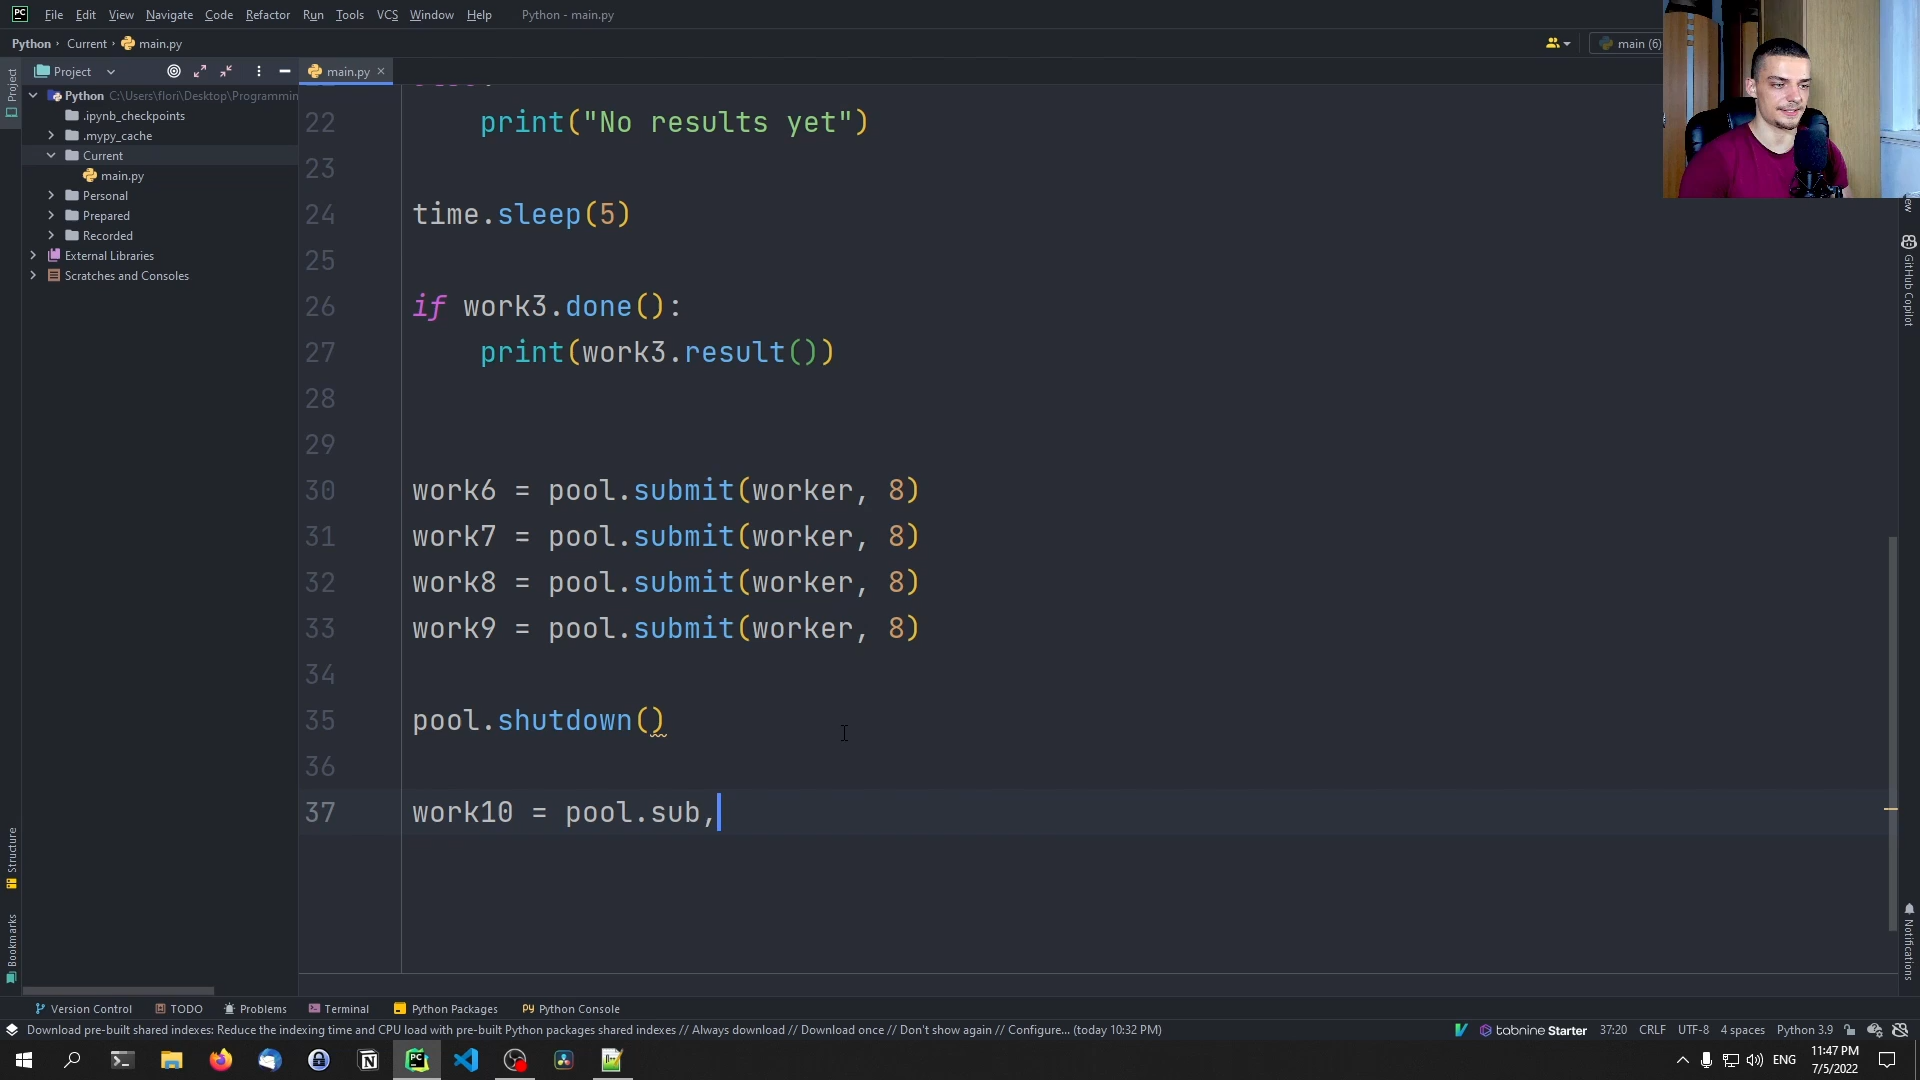 File Edit View Navigate Code Refactor Run Tools VCS Window Help Python - main.py
Python › Current › main.py
main (6)
Project
main.py
Project
Python C:\Users\flori\Desktop\Programmin
.ipynb_checkpoints
.mypy_cache
Current
main.py
Personal
Prepared
Recorded
External Libraries
Scratches and Consoles
22 print("No results yet")
23
24 time.sleep(5)
25
26 if work3.done():
27 print(work3.result())
28
29
30 work6 = pool.submit(worker, 8)
31 work7 = pool.submit(worker, 8)
32 work8 = pool.submit(worker, 8)
33 work9 = pool.submit(worker, 8)
34
35 pool.shutdown()
36
37 work10 = pool.sub,
GitHub Copilot
Notifications
Structure
Bookmarks
Version Control TODO Problems Terminal Python Packages Python Console
Download pre-built shared indexes: Reduce the indexing time and CPU load with pre-built Python packages shared indexes // Always download // Download once // Don't show again // Configure... (today 10:32 PM)
tabnine Starter 37:20 CRLF UTF-8 4 spaces Python 3.9
ENG
11:47 PM
7/5/2022